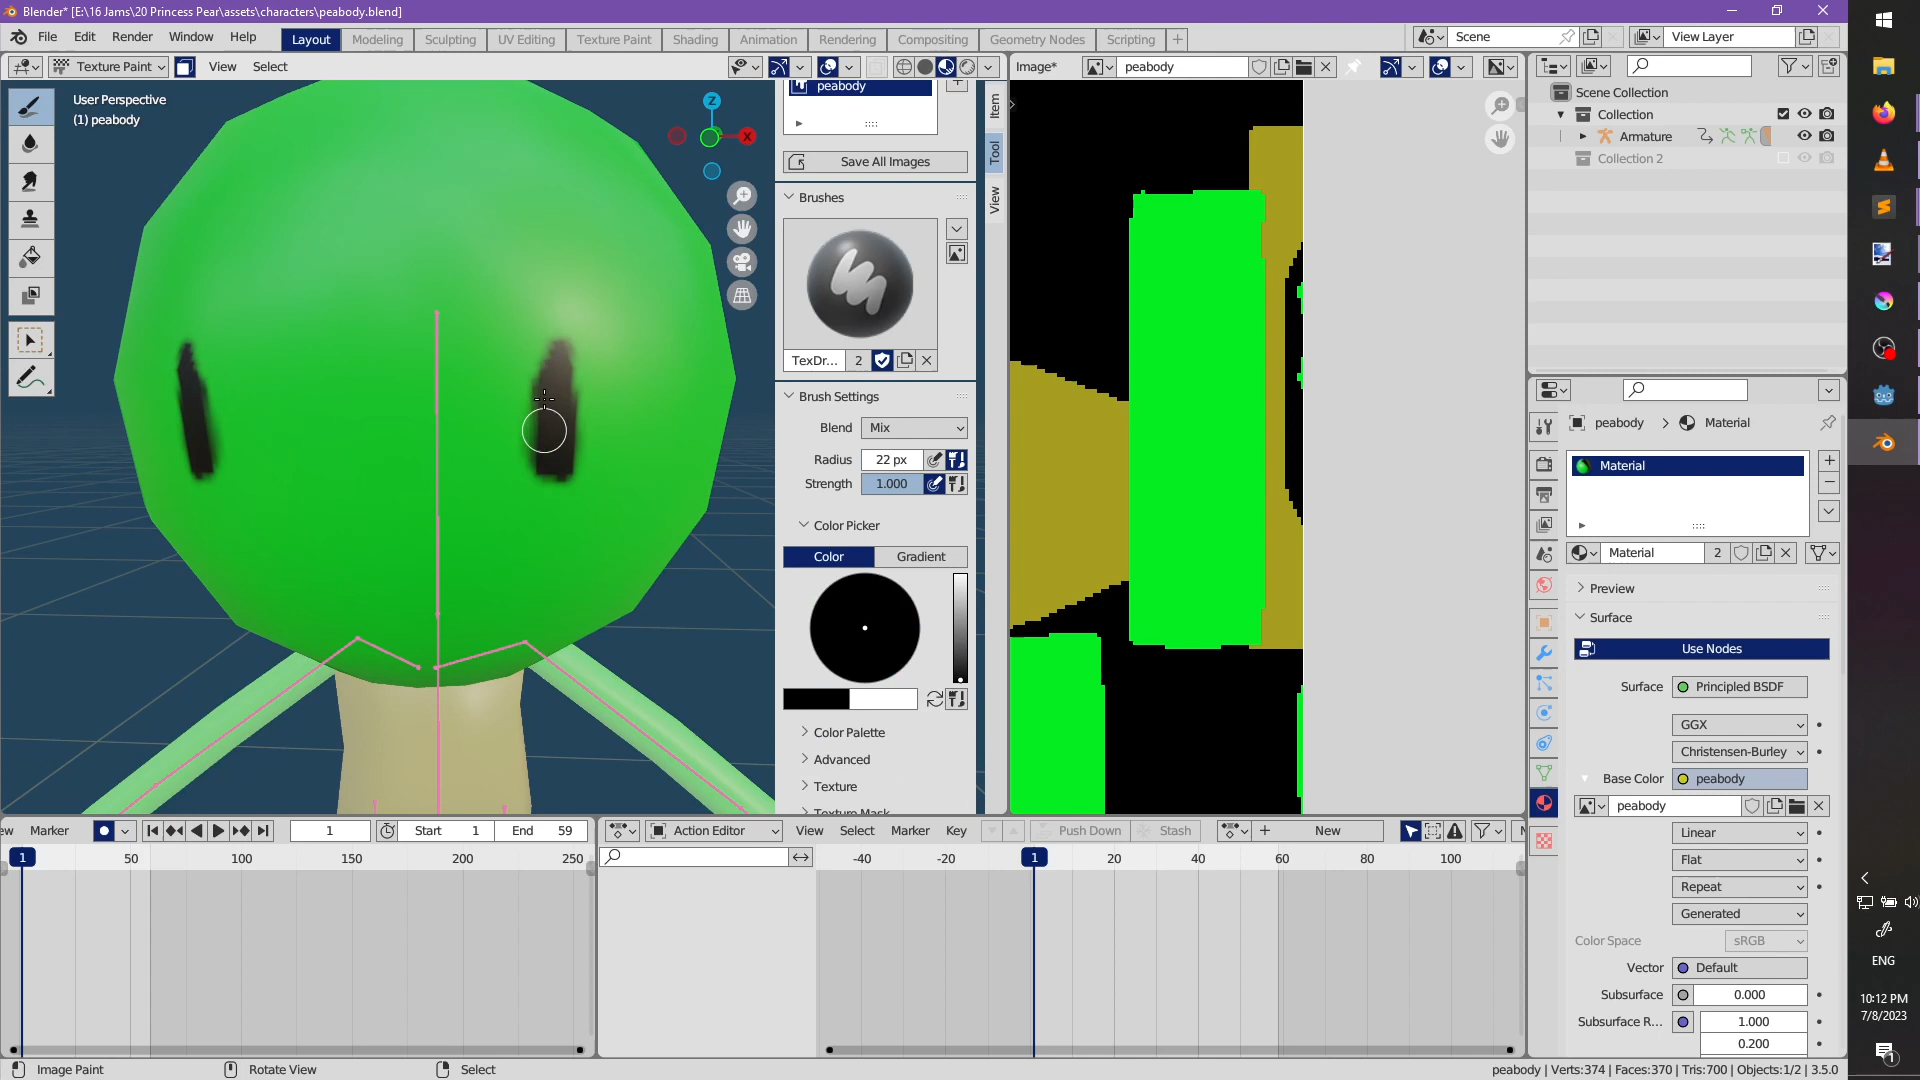 Blender* [E:\16 Jams\20 Princess Pear\assets\characters\peabody.blend]
File Edit Render Window Help Layout Modeling Sculpting UV Editing Texture Paint Shading Animation Rendering Compositing Geometry Nodes Scripting + Scene View Layer
Texture Paint View Select Image* peabody
User Perspective
(1) peabody
Z
X
peabody
Save All Images
Brushes
TexDr... 2
Brush Settings
Blend Mix
Radius 22 px
Strength 1.000
Color Picker
Color Gradient
Color Palette
Advanced
Texture
Texture Mask
Item
Tool
View
Scene Collection
Collection
Armature
Collection 2
peabody > Material
Material
Material 2
Preview
Surface
Use Nodes
Surface Principled BSDF
GGX
Christensen-Burley
Base Color peabody
peabody
Linear
Flat
Repeat
Generated
Color Space sRGB
Vector Default
Subsurface 0.000
Subsurface R... 1.000
0.200
ew Marker 1 Start 1 End 59
1 50 100 150 200 250
Action Editor View Select Marker Key Push Down Stash New
-40 -20 1 20 40 60 80 100
Image Paint Rotate View Select
peabody | Verts:374 | Faces:370 | Tris:700 | Objects:1/2 | 3.5.0
ENG
10:12 PM
7/8/2023
1